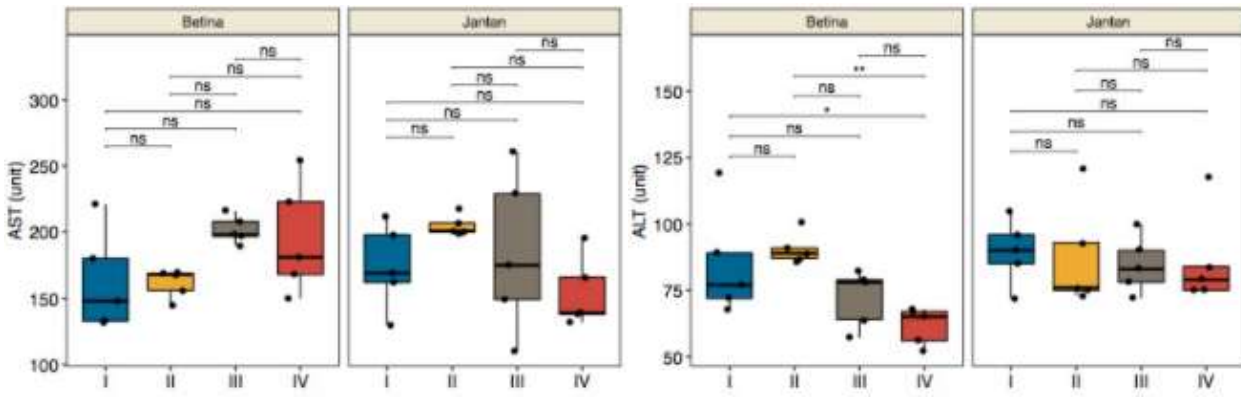 Betina
Jantan
AST (unit)
300
250
200
150
100
ns
ns
ns
ns
ns
ns
ns
ns
ns
ns
ns
ns
I
II
III
IV
I
II
III
IV
Betina
Jantan
ALT (unit)
150
125
100
75
50
ns
**
ns
*
ns
ns
ns
ns
ns
ns
ns
ns
I
II
III
IV
I
II
III
IV